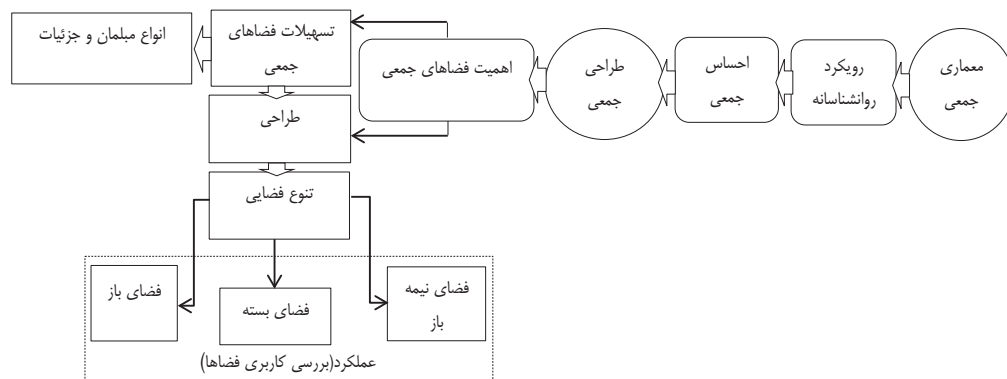 معماری
جمعی
رویکرد
روانشناسانه
احساس
جمعی
طراحی
جمعی
اهمیت فضاهای جمعی
تسهیلات فضاهای
جمعی
انواع مبلمان و جزئیات
طراحی
تنوع فضایی
فضای نیمه
باز
فضای بسته
فضای باز
عملکرد(بررسی کاربری فضاها)